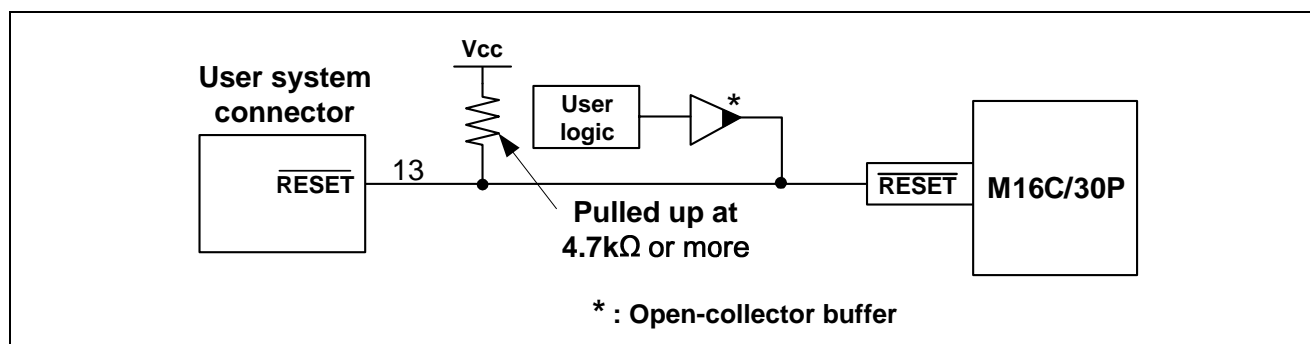 Vcc
User system
connector
User
logic
*
RESET
13
RESET
M16C/30P
Pulled up at
4.7kΩ or more
* : Open-collector buffer